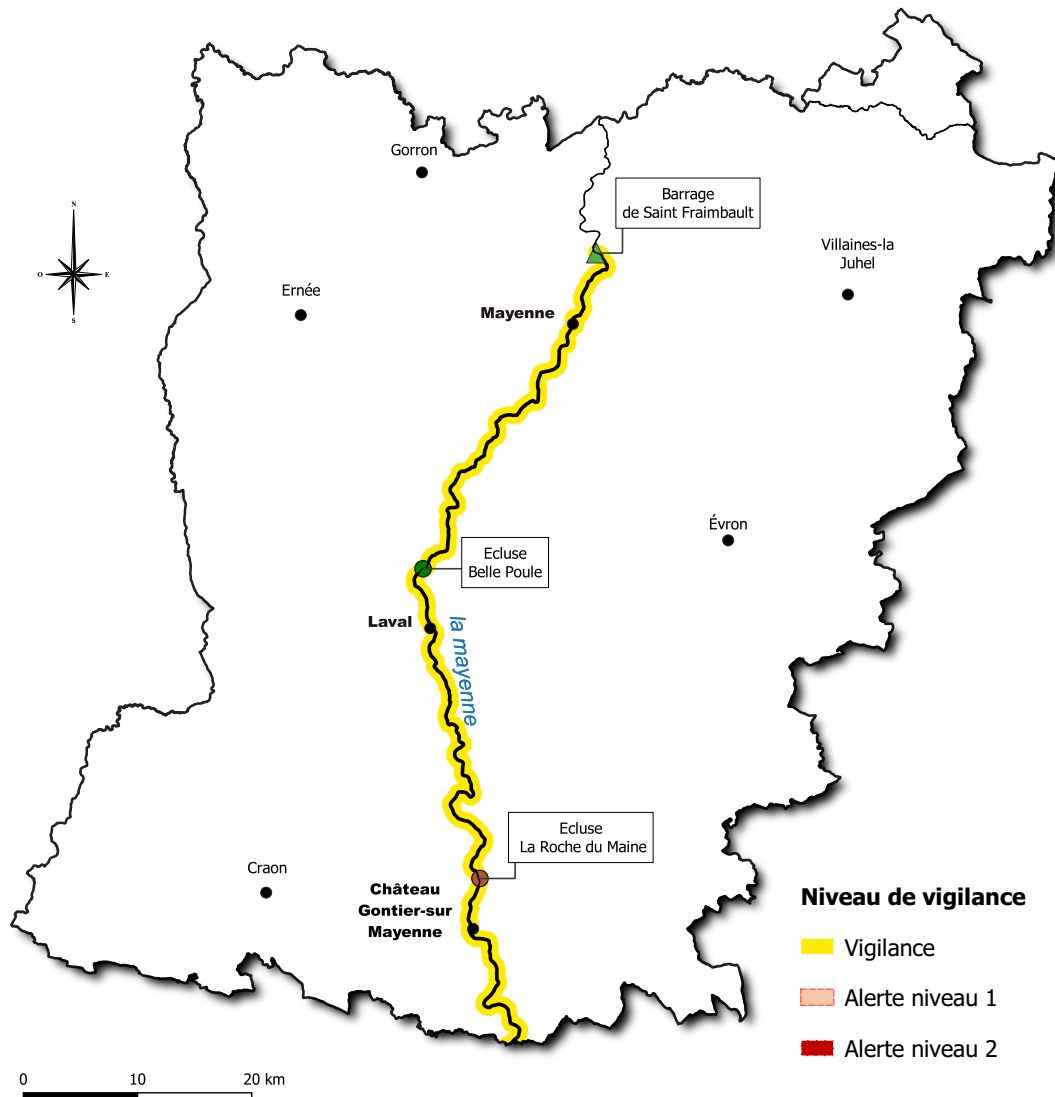 Gorron
Barrage
de Saint Fraimbault
N
O
E
S
Villaines-la
Juhel
Ernée
Mayenne
Évron
Ecluse
Belle Poule
Laval
la mayenne
Ecluse
La Roche du Maine
Craon
Château
Gontier-sur
Mayenne
Niveau de vigilance
Vigilance
Alerte niveau 1
Alerte niveau 2
0 10 20 km